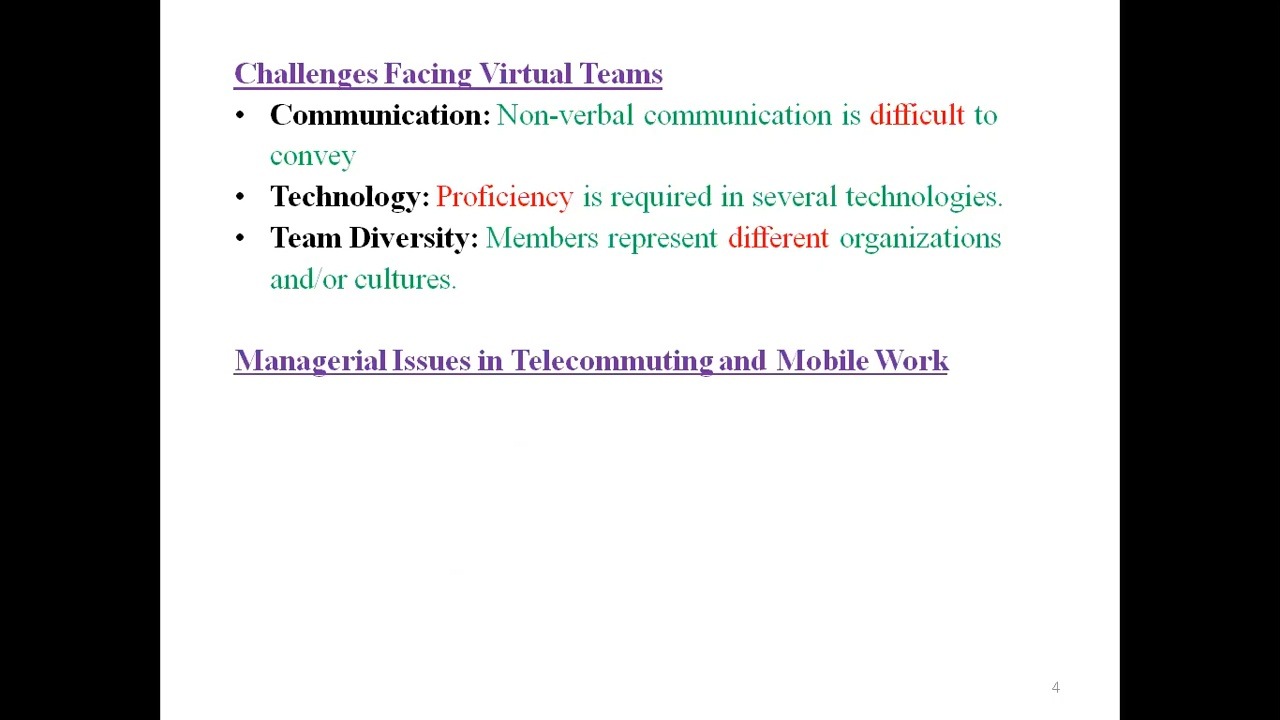 Challenges Facing Virtual Teams
• Communication: Non-verbal communication is difficult to
convey
• Technology: Proficiency is required in several technologies.
• Team Diversity: Members represent different organizations
and/or cultures.
Managerial Issues in Telecommuting and Mobile Work
4